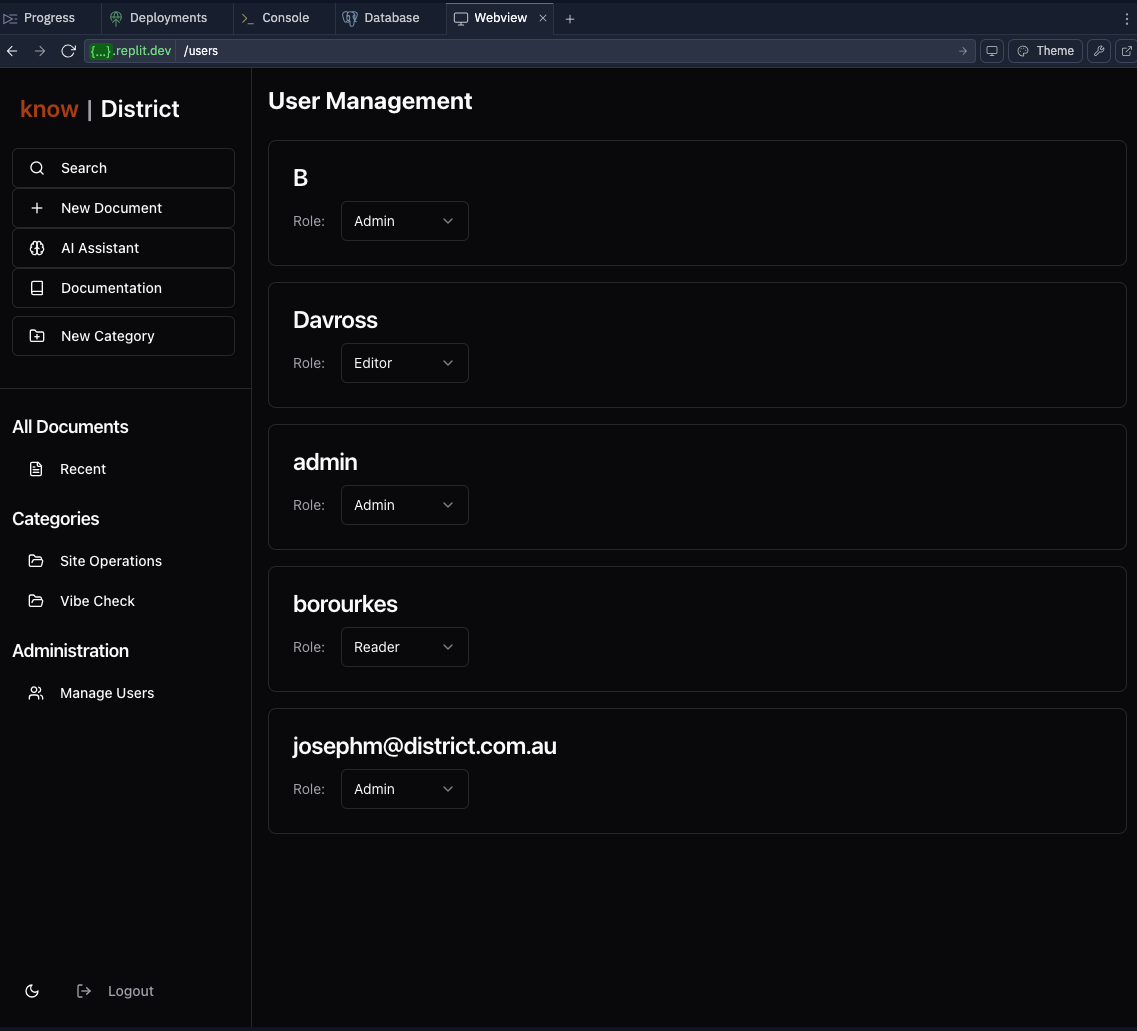 Progress
Deployments
Console
Database
Webview
{...}.replit.dev /users
Theme
know | District
Search
New Document
AI Assistant
Documentation
New Category
All Documents
Recent
Categories
Site Operations
Vibe Check
Administration
Manage Users
Logout
User Management
B
Role: Admin
Davross
Role: Editor
admin
Role: Admin
borourkes
Role: Reader
josephm@district.com.au
Role: Admin